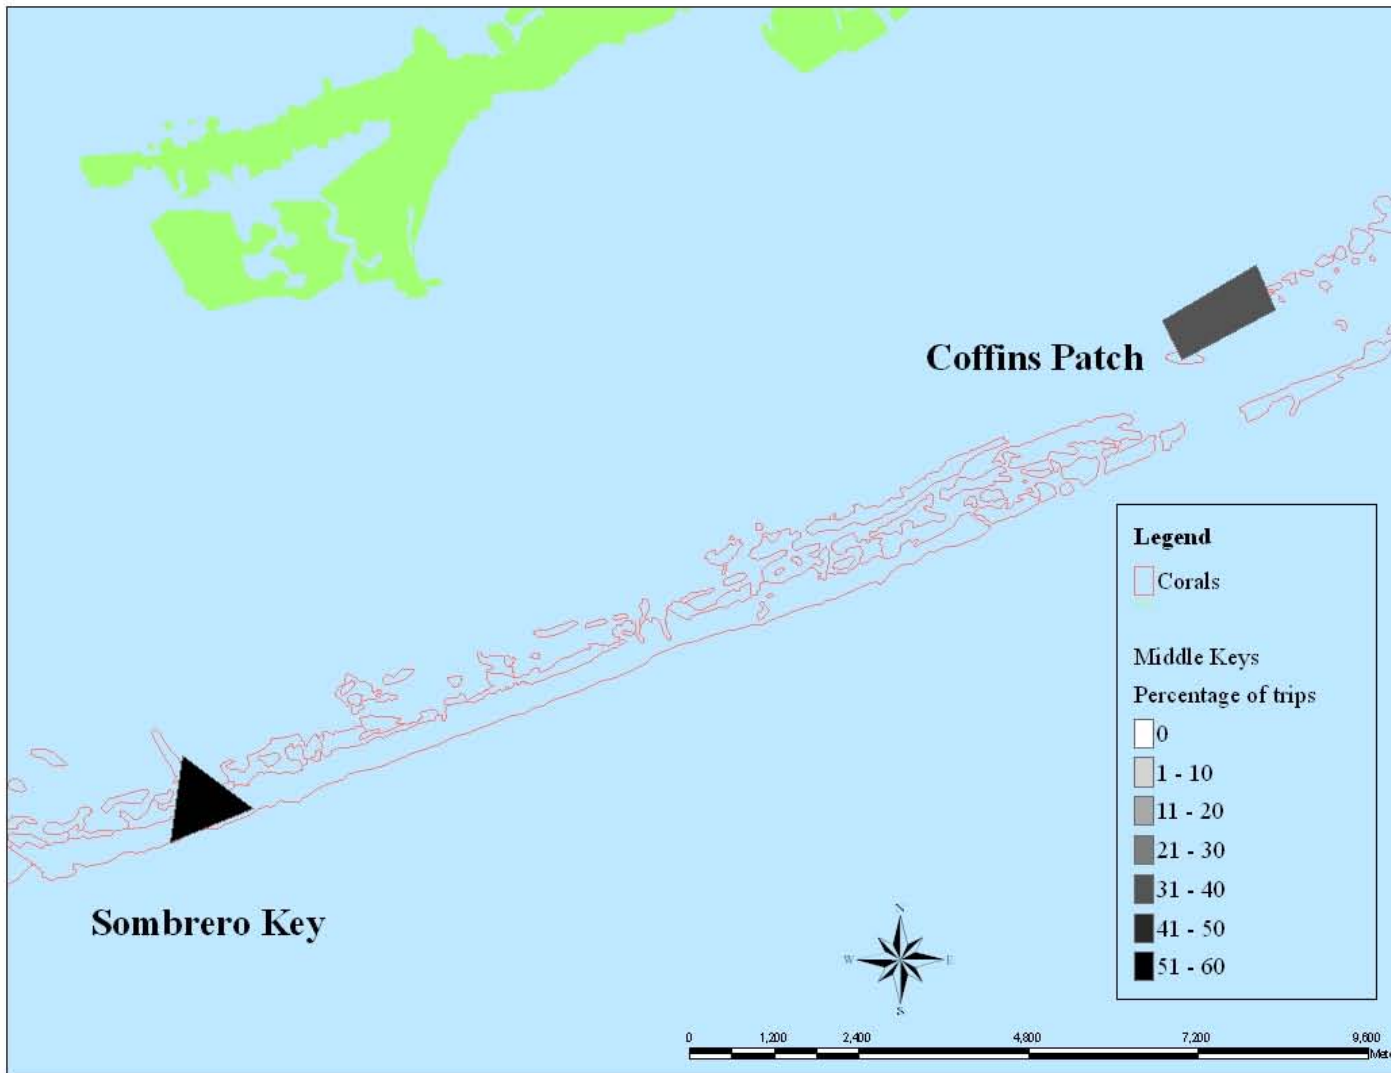 Coffins Patch
Legend
Corals
Middle Keys
Percentage of trips
0
1 - 10
11 - 20
21 - 30
31 - 40
41 - 50
51 - 60
Sombrero Key
N
W E
S
0 1,200 2,400 4,800 7,200 9,600
Mete